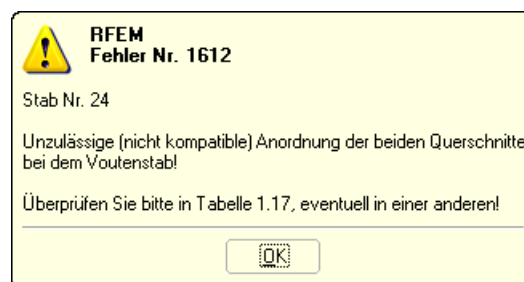 RFEM
Fehler Nr. 1612
Stab Nr. 24
Unzulässige (nicht kompatible) Anordnung der beiden Querschnitte
bei dem Voutenstab!
Überprüfen Sie bitte in Tabelle 1.17, eventuell in einer anderen!
OK